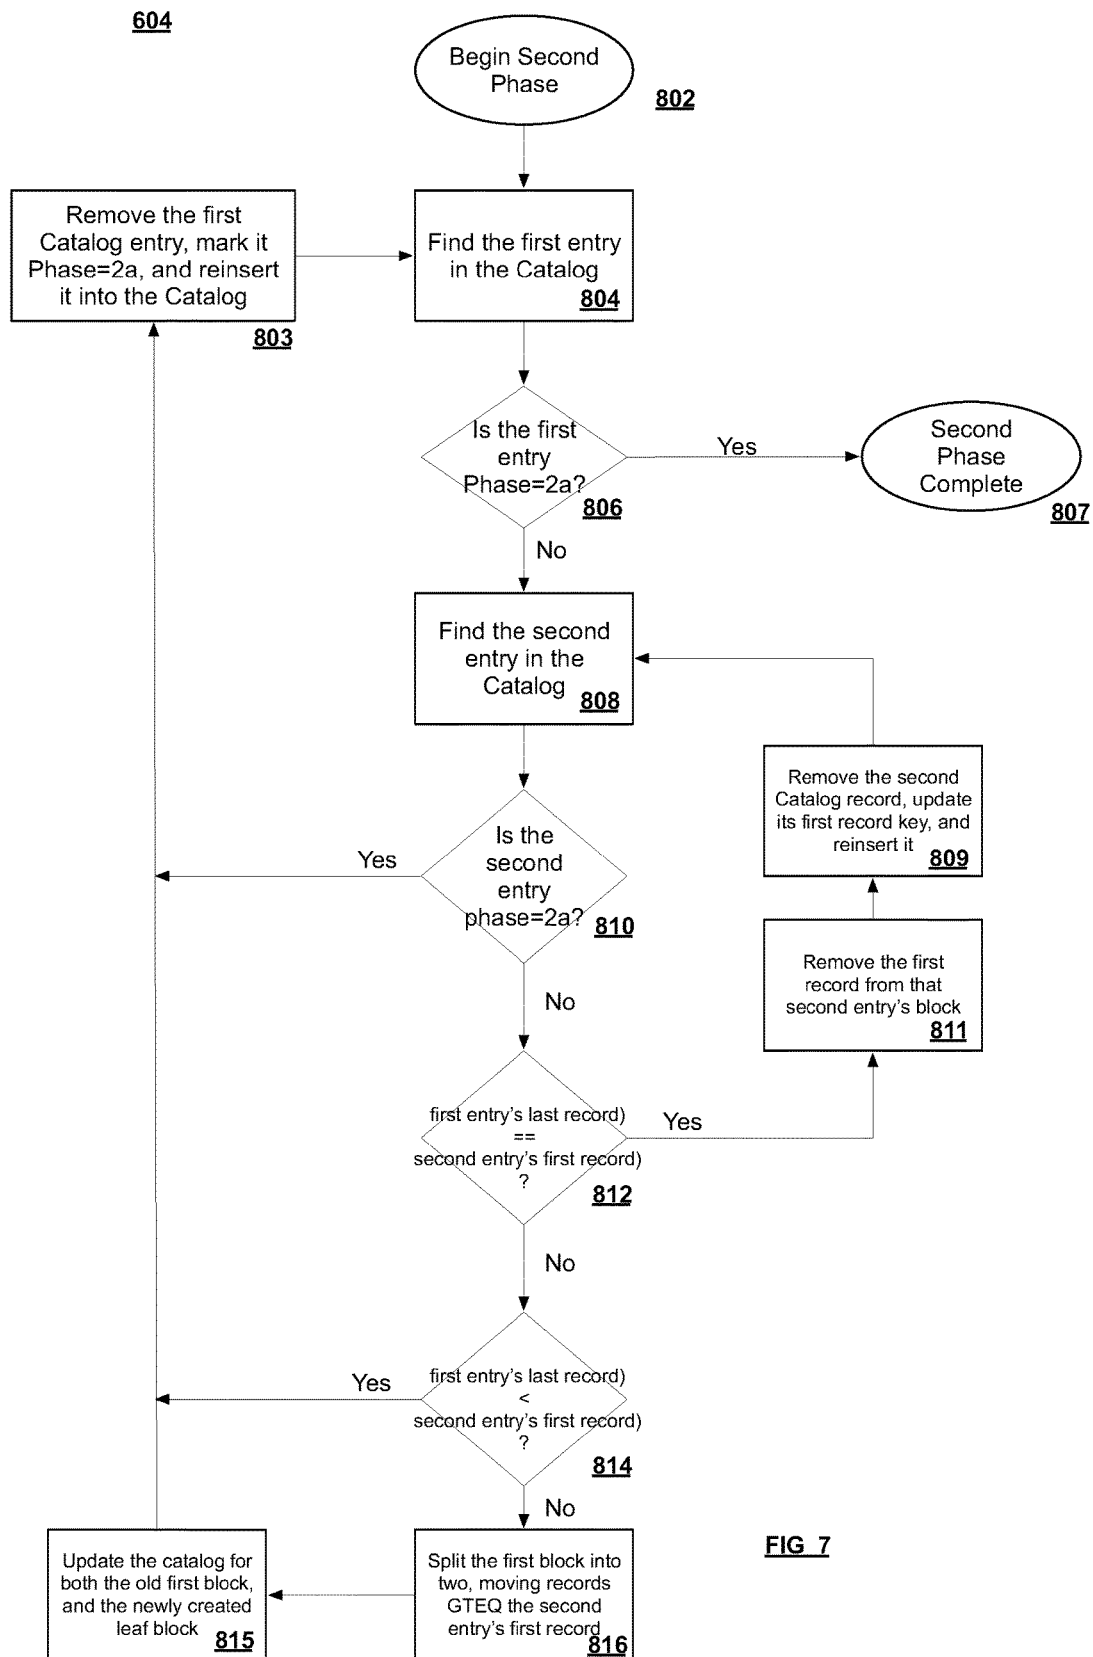 604
Begin Second
Phase
802
Remove the first
Catalog entry, mark it
Phase=2a, and reinsert
it into the Catalog
803
Find the first entry
in the Catalog
804
Is the first
entry
Phase=2a?
806
Yes
Second
Phase
Complete
807
No
Find the second
entry in the
Catalog
808
Remove the second
Catalog record, update
its first record key, and
reinsert it
809
Is the
second
entry
phase=2a?
810
Yes
No
Remove the first
record from that
second entry's block
811
first entry's last record)
==
second entry's first record)
?
812
Yes
No
first entry's last record)
<
second entry's first record)
?
814
Yes
No
Update the catalog for
both the old first block,
and the newly created
leaf block
815
Split the first block into
two, moving records
GTEQ the second
entry's first record
816
FIG 7